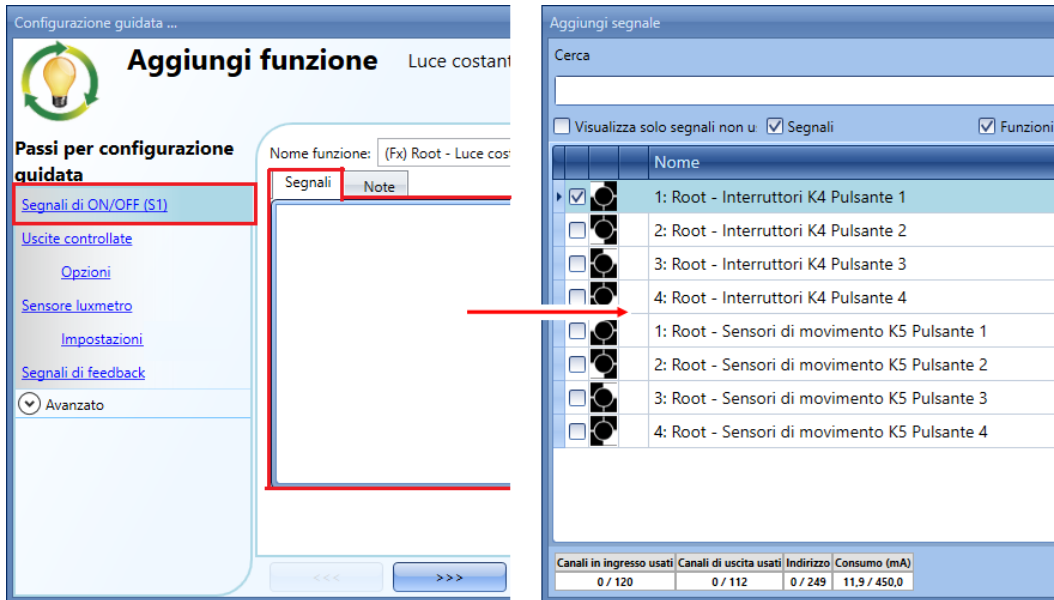 Configurazione guidata ...
Aggiungi funzione
Luce costant
Passi per configurazione
guidata
Segnali di ON/OFF (S1)
Uscite controllate
Opzioni
Sensore luxmetro
Impostazioni
Segnali di feedback
Avanzato
Nome funzione: (Fx) Root - Luce cos
Segnali
Note
<<<
>>>
Aggiungi segnale
Cerca
Visualizza solo segnali non u:
Segnali
Funzioni
Nome
1: Root - Interruttori K4 Pulsante 1
2: Root - Interruttori K4 Pulsante 2
3: Root - Interruttori K4 Pulsante 3
4: Root - Interruttori K4 Pulsante 4
1: Root - Sensori di movimento K5 Pulsante 1
2: Root - Sensori di movimento K5 Pulsante 2
3: Root - Sensori di movimento K5 Pulsante 3
4: Root - Sensori di movimento K5 Pulsante 4
Canali in ingresso usati Canali di uscita usati Indirizzo Consumo (mA)
0 / 120 0 / 112 0 / 249 11,9 / 450,0